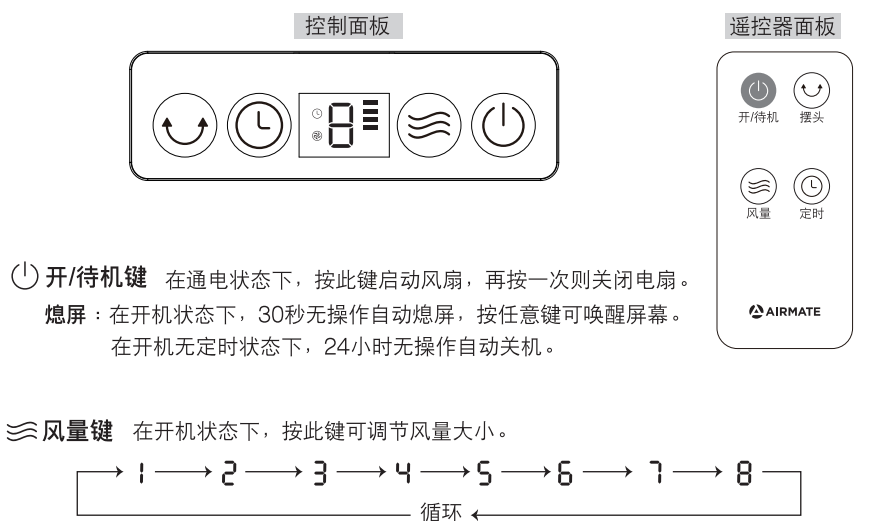 控制面板
遥控器面板
8
开/待机 摆头
风量 定时
AIRMATE
开/待机键 在通电状态下，按此键启动风扇，再按一次则关闭电扇。
熄屏：在开机状态下，30秒无操作自动熄屏，按任意键可唤醒屏幕。
在开机无定时状态下，24小时无操作自动关机。
风量键 在开机状态下，按此键可调节风量大小。
1 2 3 4 5 6 7 8
循环